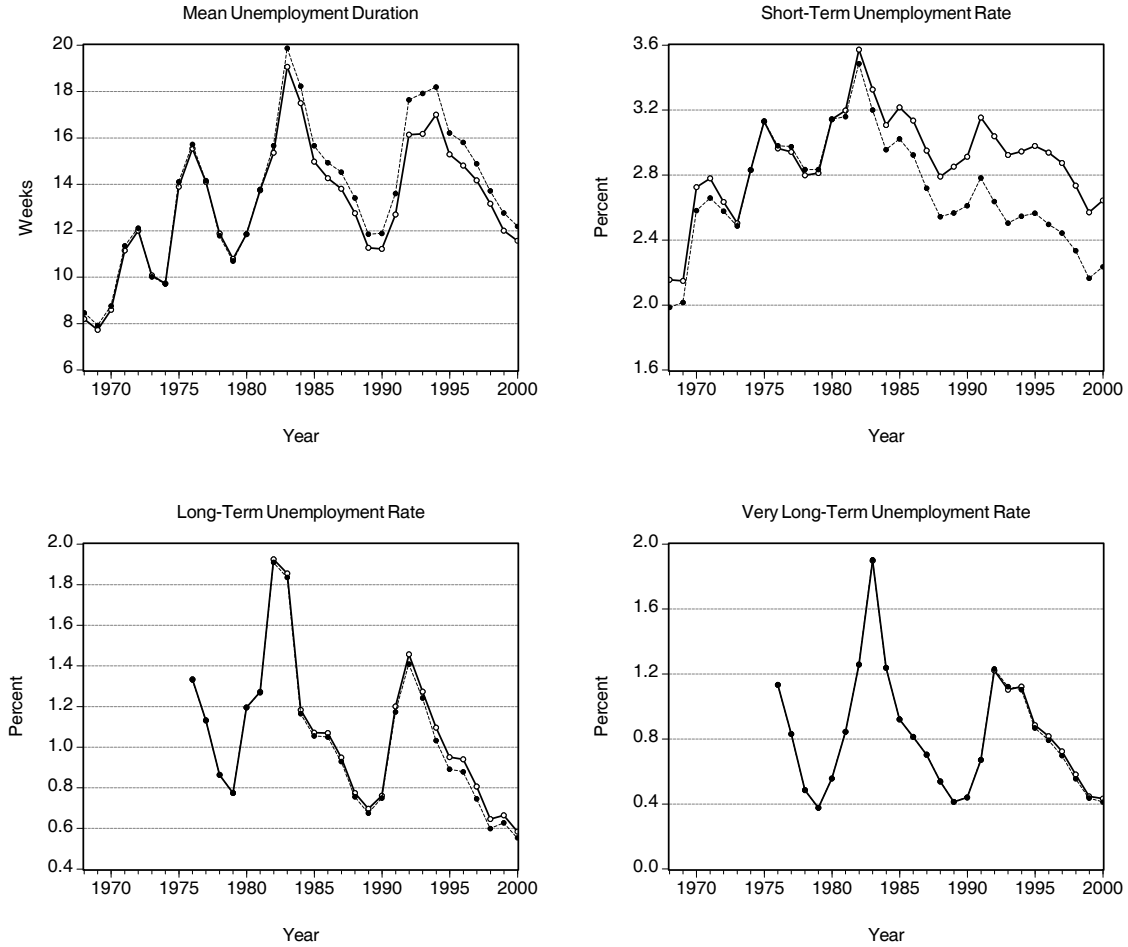 Mean Unemployment Duration
20
18
16
14
12
10
8
6
Weeks
1970 1975 1980 1985 1990 1995 2000
Year
Short-Term Unemployment Rate
3.6
3.2
2.8
2.4
2.0
1.6
Percent
1970 1975 1980 1985 1990 1995 2000
Year
Long-Term Unemployment Rate
2.0
1.8
1.6
1.4
1.2
1.0
0.8
0.6
0.4
Percent
1970 1975 1980 1985 1990 1995 2000
Year
Very Long-Term Unemployment Rate
2.0
1.6
1.2
0.8
0.4
0.0
Percent
1970 1975 1980 1985 1990 1995 2000
Year